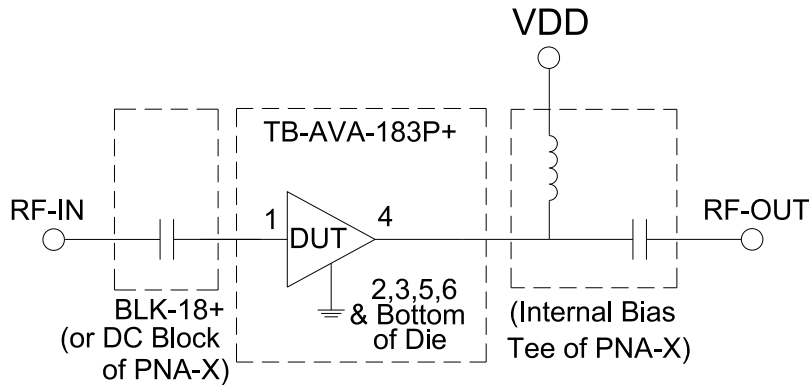 VDD
TB-AVA-183P+
RF-IN
1
DUT
4
RF-OUT
2,3,5,6
& Bottom
of Die
BLK-18+
(or DC Block
of PNA-X)
(Internal Bias
Tee of PNA-X)